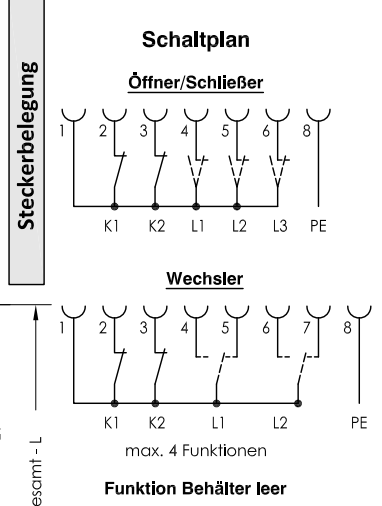 Schaltplan
Steckerbelegung
Öffner/Schließer
1 2 3 4 5 6 8
K1 K2 L1 L2 L3 PE
Wechsler
1 2 3 4 5 6 7 8
K1 K2 L1 L2 PE
max. 4 Funktionen
esamt - L
Funktion Behälter leer